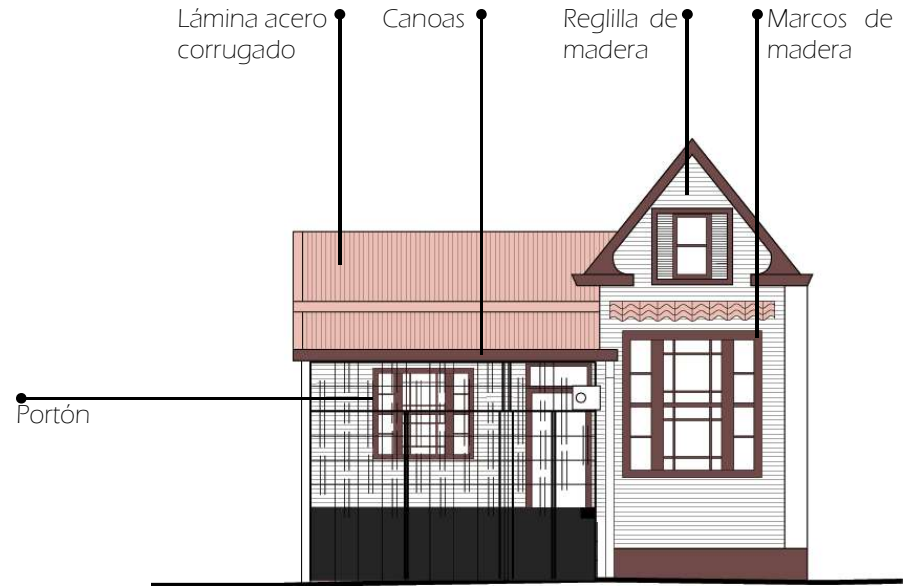 Lámina acero
corrugado
Canoas
Reglilla de
madera
Marcos de
madera
Portón